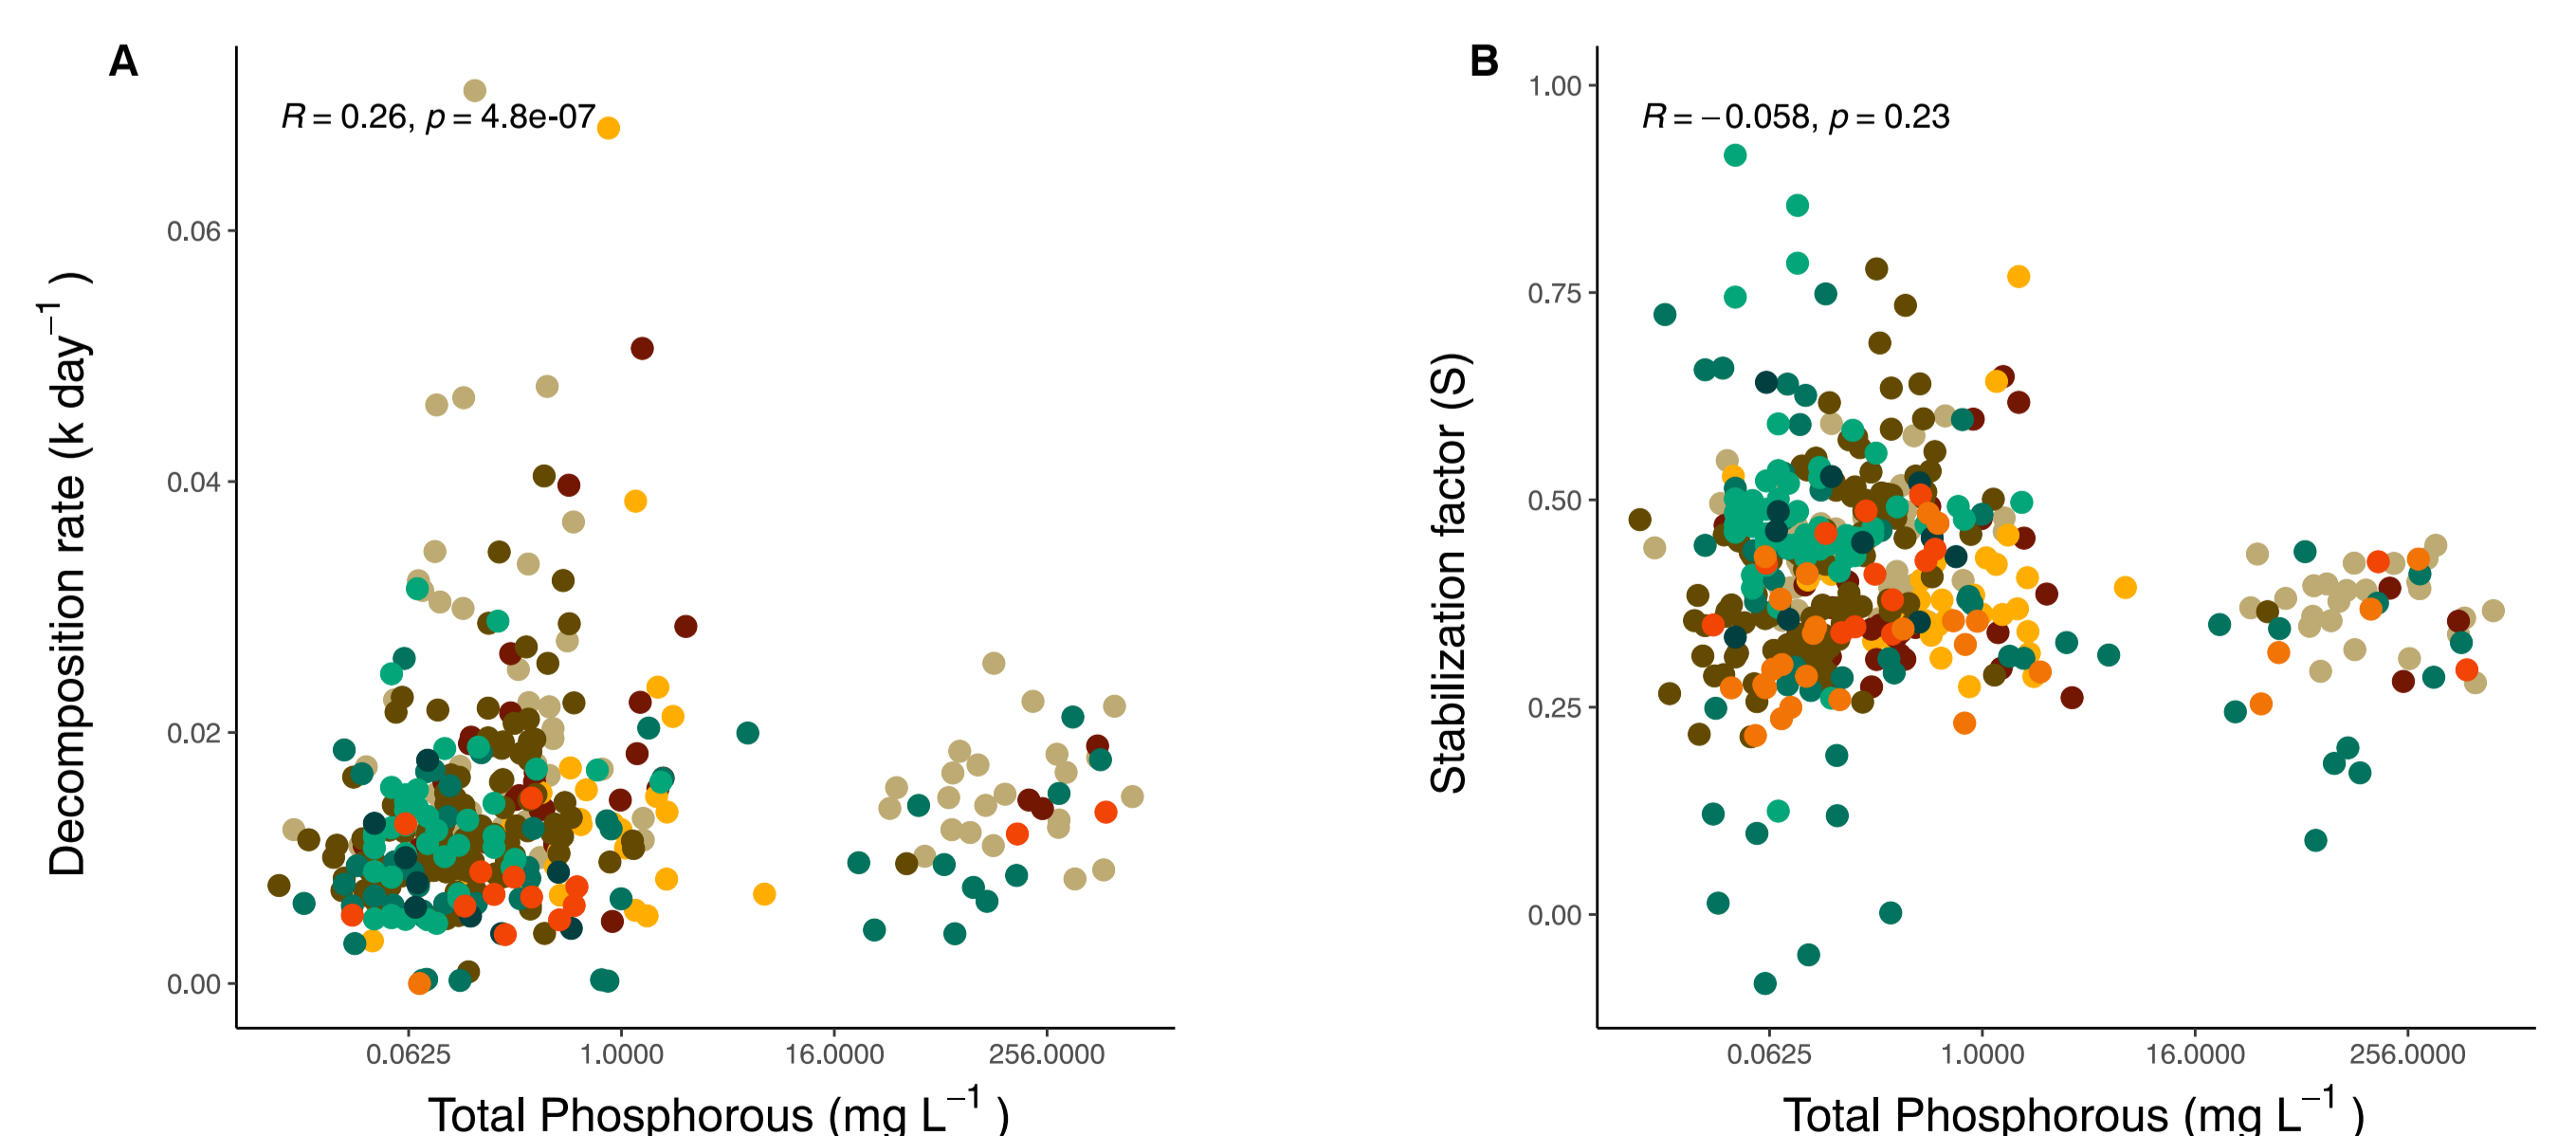 A
R = 0.26, p = 4.8e-07
0.06
0.04
0.02
0.00
Decomposition rate (k day−1 )
0.0625 1.0000 16.0000 256.0000
Total Phosphorous (mg L−1 )
B
R = −0.058, p = 0.23
1.00
0.75
0.50
0.25
0.00
Stabilization factor (S)
0.0625 1.0000 16.0000 256.0000
Total Phosphorous (mg L−1 )